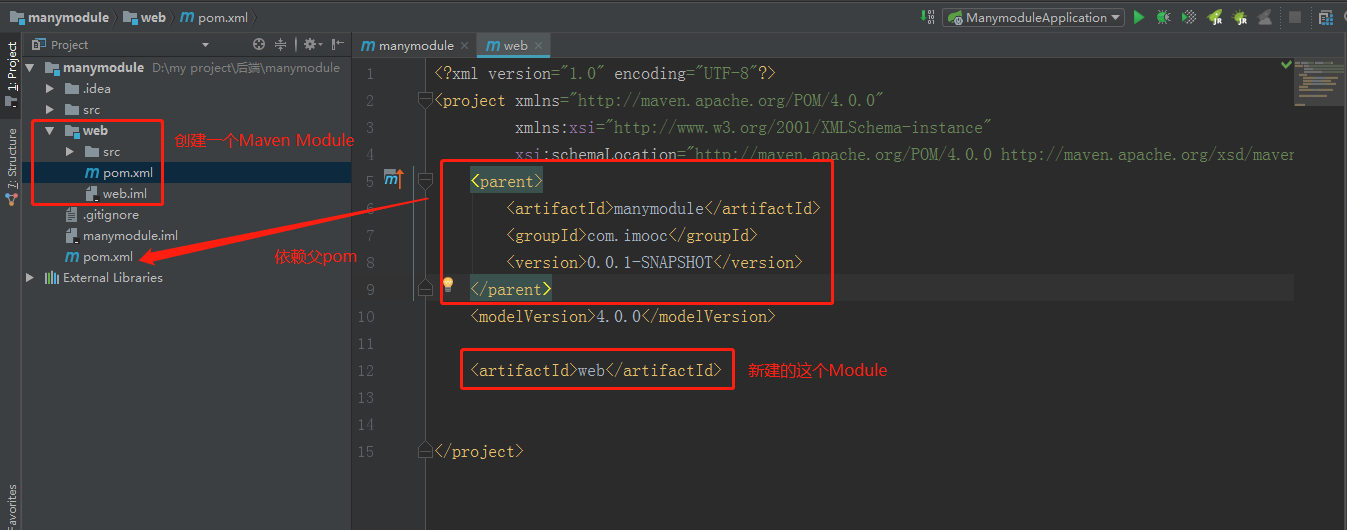 manymodule web pom.xml
ManymoduleApplication
Project
manymodule web
1: Project
7: Structure
Favorites
manymodule D:\my project\后端\manymodule
.idea
src
web
src
pom.xml
web.iml
.gitignore
manymodule.iml
pom.xml
External Libraries
创建一个Maven Module
依赖父pom
1 <?xml version="1.0" encoding="UTF-8"?>
2 <project xmlns="http://maven.apache.org/POM/4.0.0"
3 xmlns:xsi="http://www.w3.org/2001/XMLSchema-instance"
4 xsi:schemaLocation="http://maven.apache.org/POM/4.0.0 http://maven.apache.org/xsd/maven
5 <parent>
6 <artifactId>manymodule</artifactId>
7 <groupId>com.imooc</groupId>
8 <version>0.0.1-SNAPSHOT</version>
9 </parent>
10 <modelVersion>4.0.0</modelVersion>
11
12 <artifactId>web</artifactId> 新建的这个Module
13
14
15 </project>